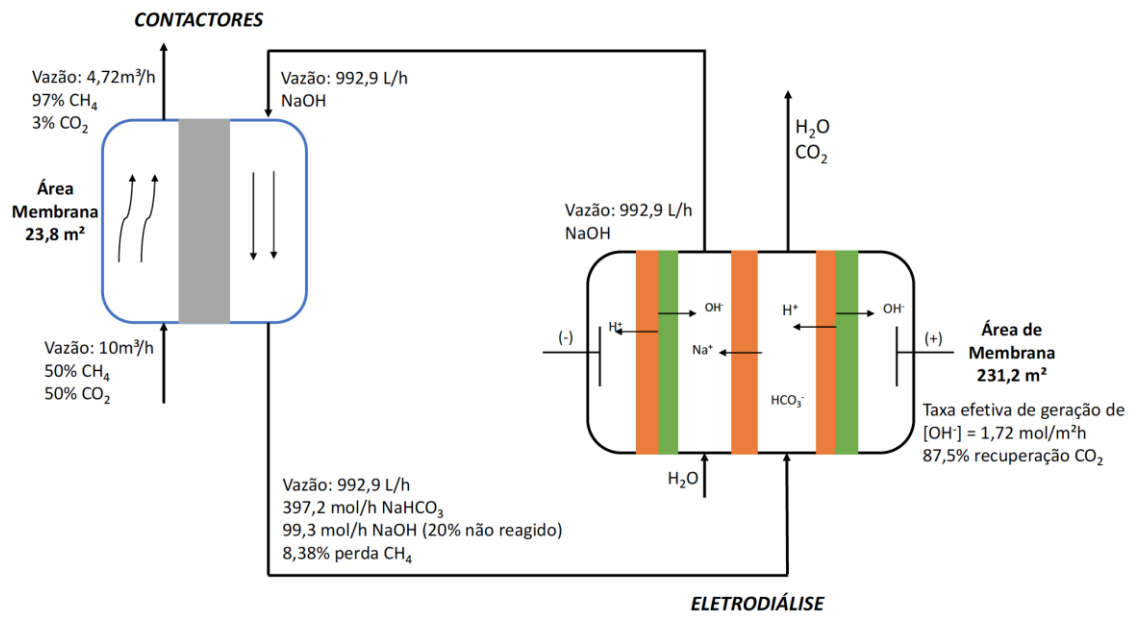 CONTACTORES
Vazão: 4,72m³/h
97% CH₄
3% CO₂
Vazão: 992,9 L/h
NaOH
Área
Membrana
23,8 m²
Vazão: 10m³/h
50% CH₄
50% CO₂
H₂O
CO₂
Vazão: 992,9 L/h
NaOH
(-)
H⁺
OH⁻
Na⁺
H⁺
HCO₃⁻
OH⁻
(+)
Área de
Membrana
231,2 m²
Taxa efetiva de geração de
[OH⁻] = 1,72 mol/m²h
87,5% recuperação CO₂
H₂O
Vazão: 992,9 L/h
397,2 mol/h NaHCO₃
99,3 mol/h NaOH (20% não reagido)
8,38% perda CH₄
ELETRODIÁLISE